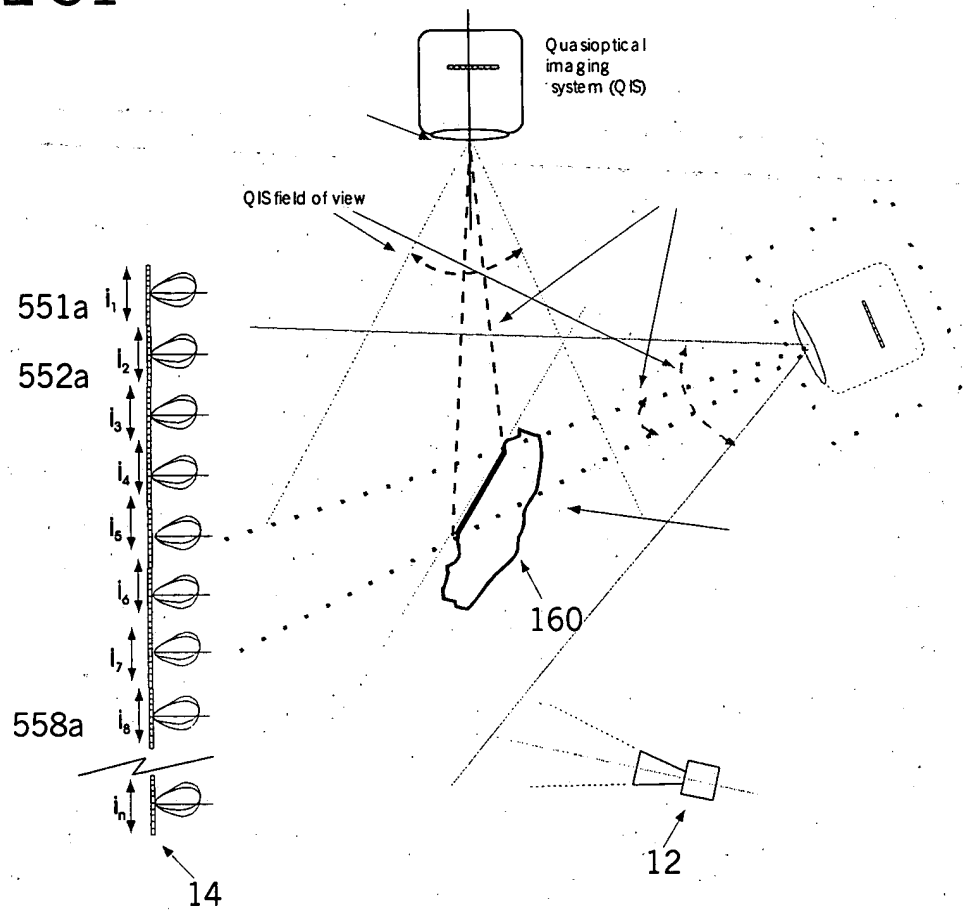 Quasioptical
imaging
system (QIS)
QIS field of view
551a
i₁
552a
i₂
i₃
i₄
i₅
i₆
i₇
558a
i₈
iₙ
14
160
12